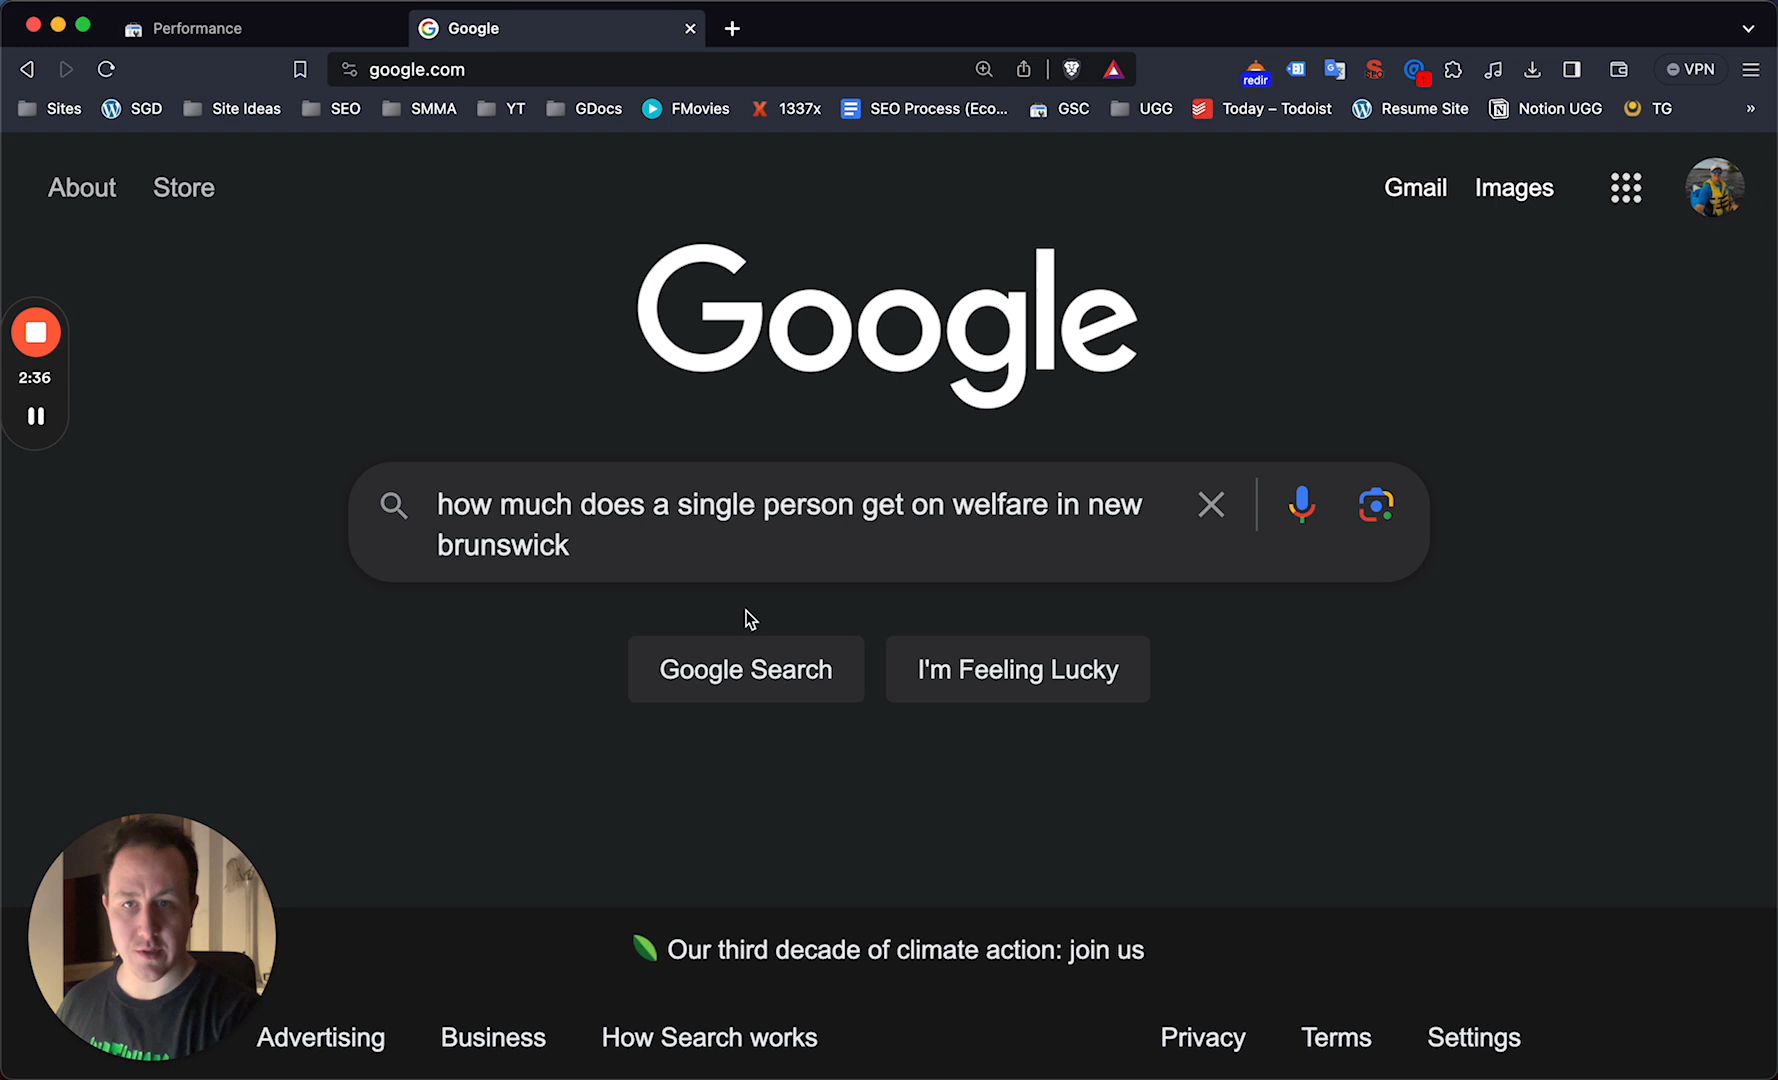 Performance
Google
google.com
redir
VPN
Sites
SGD
Site Ideas
SEO
SMMA
YT
GDocs
FMovies
1337x
SEO Process (Eco...
GSC
UGG
Today – Todoist
Resume Site
Notion UGG
TG
»
About
Store
Gmail
Images
Google
2:36
how much does a single person get on welfare in new
brunswick
Google Search
I'm Feeling Lucky
Our third decade of climate action: join us
Advertising
Business
How Search works
Privacy
Terms
Settings